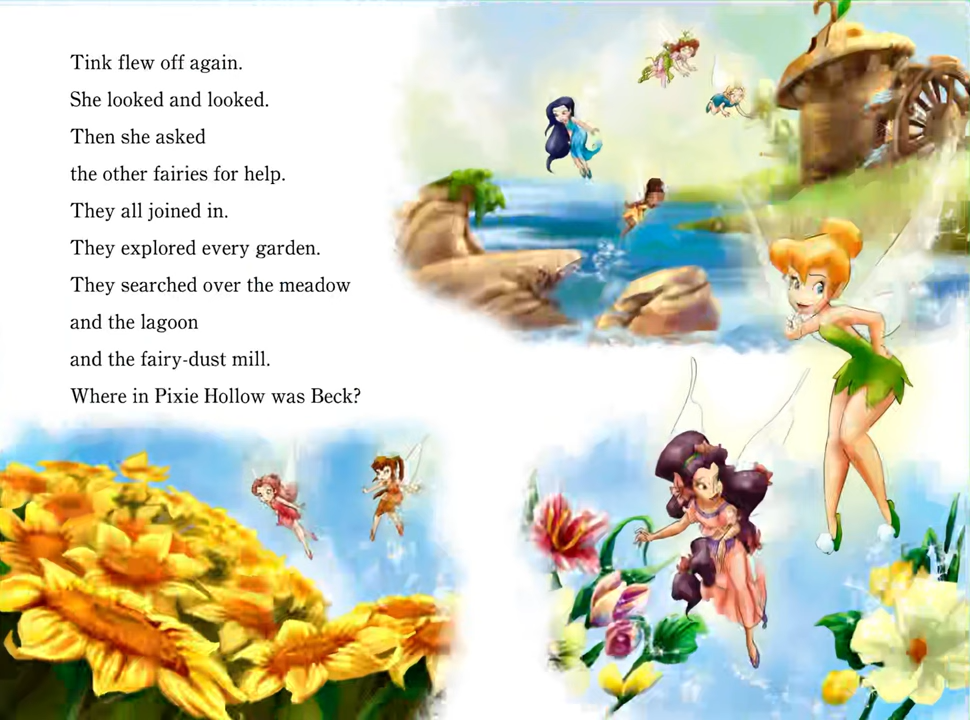 Tink flew off again.
She looked and looked.
Then she asked
the other fairies for help.
They all joined in.
They explored every garden.
They searched over the meadow
and the lagoon
and the fairy-dust mill.
Where in Pixie Hollow was Beck?